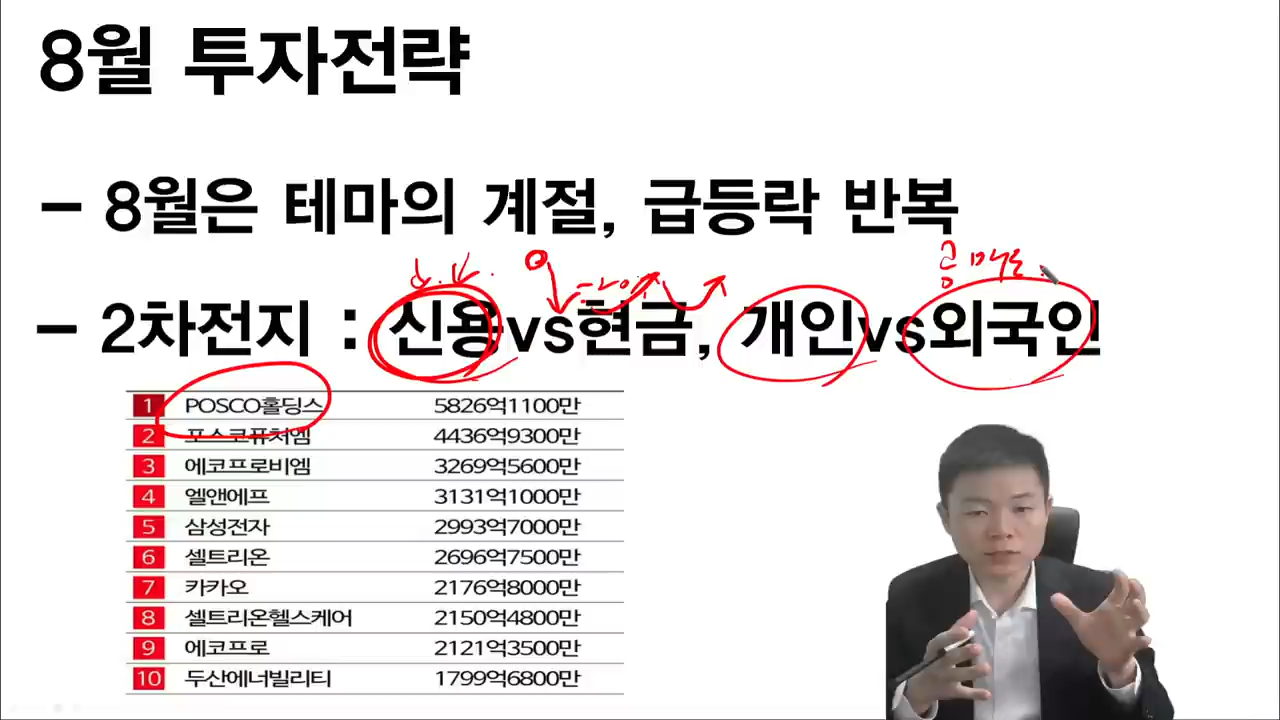 8월 투자전략
– 8월은 테마의 계절, 급등락 반복
공매도.
– 2차전지 : 신용vs현금, 개인vs외국인
1 POSCO홀딩스 5826억1100만
2 포스코퓨처엠 4436억9300만
3 에코프로비엠 3269억5600만
4 엘앤에프 3131억1000만
5 삼성전자 2993억7000만
6 셀트리온 2696억7500만
7 카카오 2176억8000만
8 셀트리온헬스케어 2150억4800만
9 에코프로 2121억3500만
10 두산에너빌리티 1799억6800만